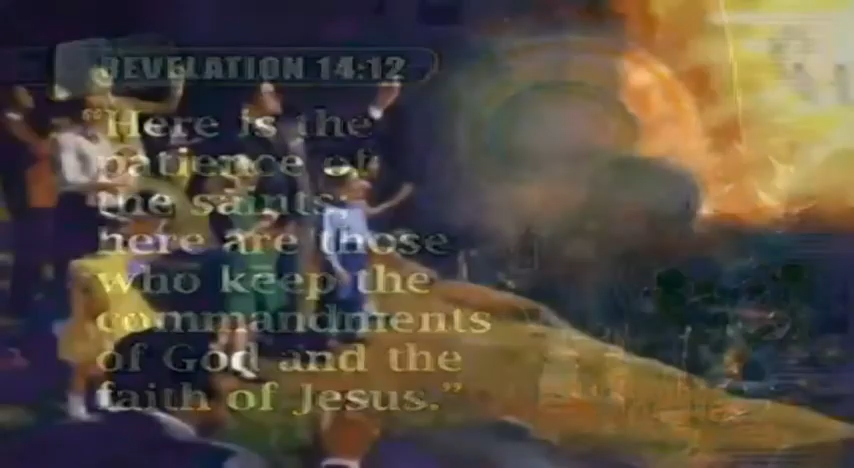 REVELATION 14:12
"Here is the
patience of
the saints;
here are those
who keep the
commandments
of God and the
faith of Jesus."